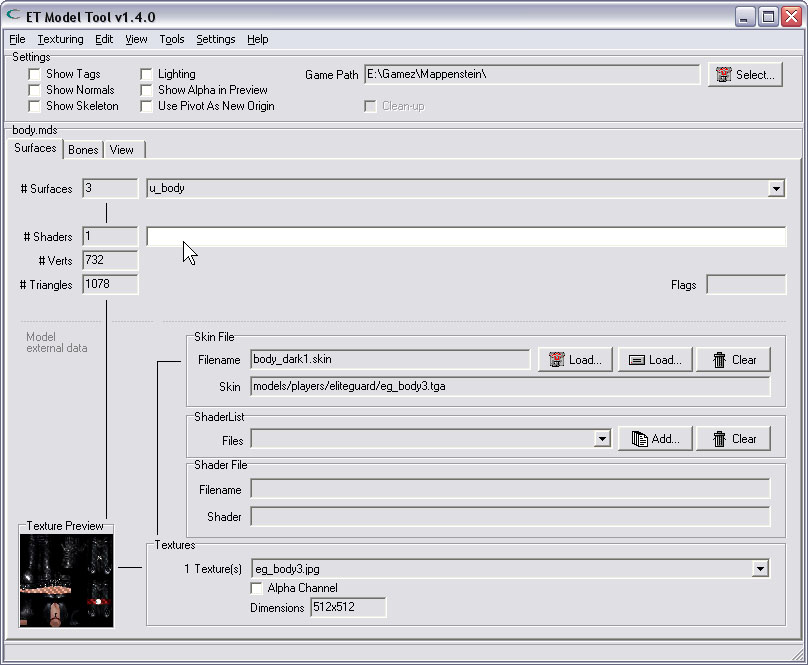 ET Model Tool v1.4.0
File Texturing Edit View Tools Settings Help
Settings
Show Tags Lighting Game Path E:\Gamez\Mappenstein\ Select...
Show Normals Show Alpha in Preview
Show Skeleton Use Pivot As New Origin Clean-up
body.mds
Surfaces Bones View
# Surfaces 3 u_body
# Shaders 1
# Verts 732
# Triangles 1078 Flags
Model
external data
Skin File
Filename body_dark1.skin Load... Load... Clear
Skin models/players/eliteguard/eg_body3.tga
ShaderList
Files Add... Clear
Shader File
Filename
Shader
Texture Preview
Textures
1 Texture(s) eg_body3.jpg
Alpha Channel
Dimensions 512x512